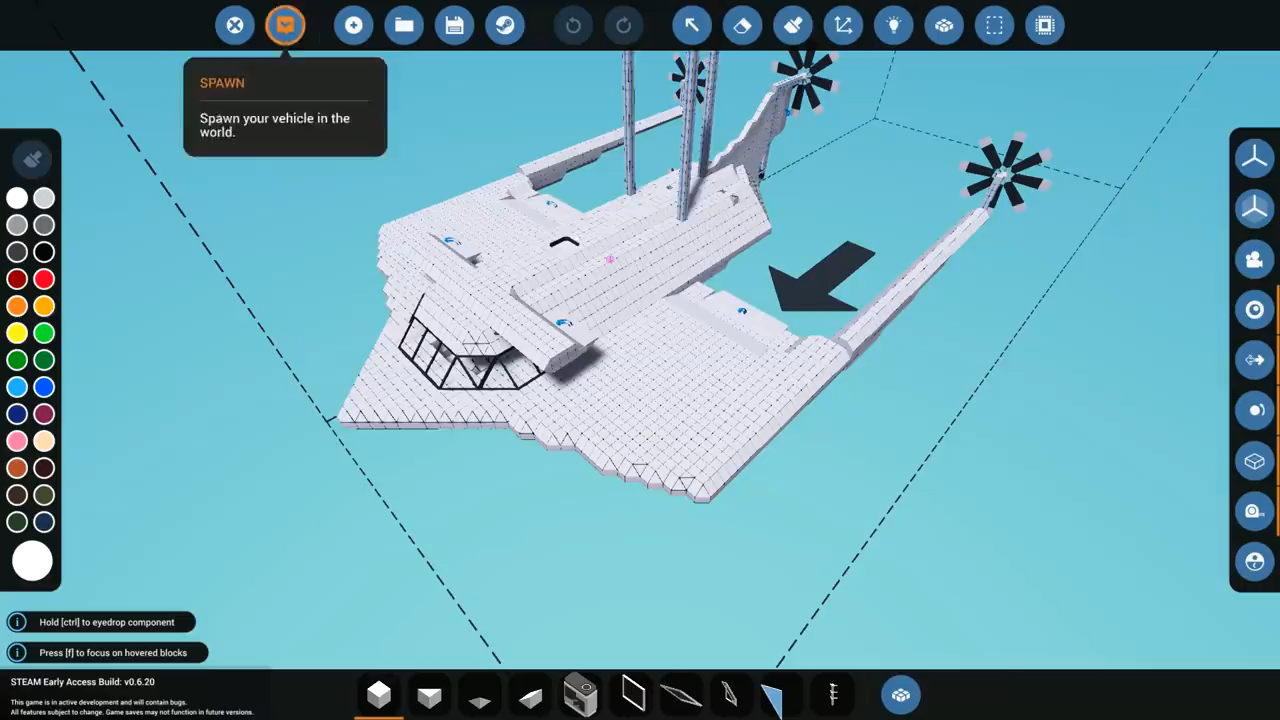 SPAWN
Spawn your vehicle in the
world.
Hold [ctrl] to eyedrop component
Press [f] to focus on hovered blocks
STEAM Early Access Build: v0.6.20
This game is in active development and will contain bugs.
All features subject to change. Game saves may not function in future versions.